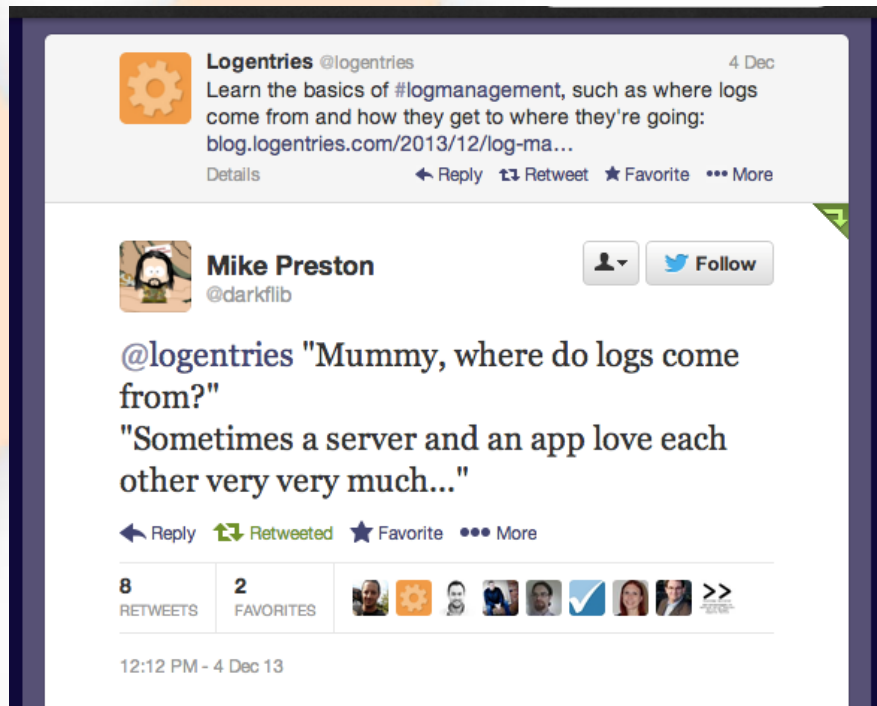 Logentries @logentries 4 Dec
Learn the basics of #logmanagement, such as where logs
come from and how they get to where they're going:
blog.logentries.com/2013/12/log-ma…
Details Reply Retweet Favorite More
Mike Preston
Follow
@darkflib
@logentries "Mummy, where do logs come
from?"
"Sometimes a server and an app love each
other very very much..."
Reply Retweeted Favorite More
8 2
RETWEETS FAVORITES
12:12 PM - 4 Dec 13